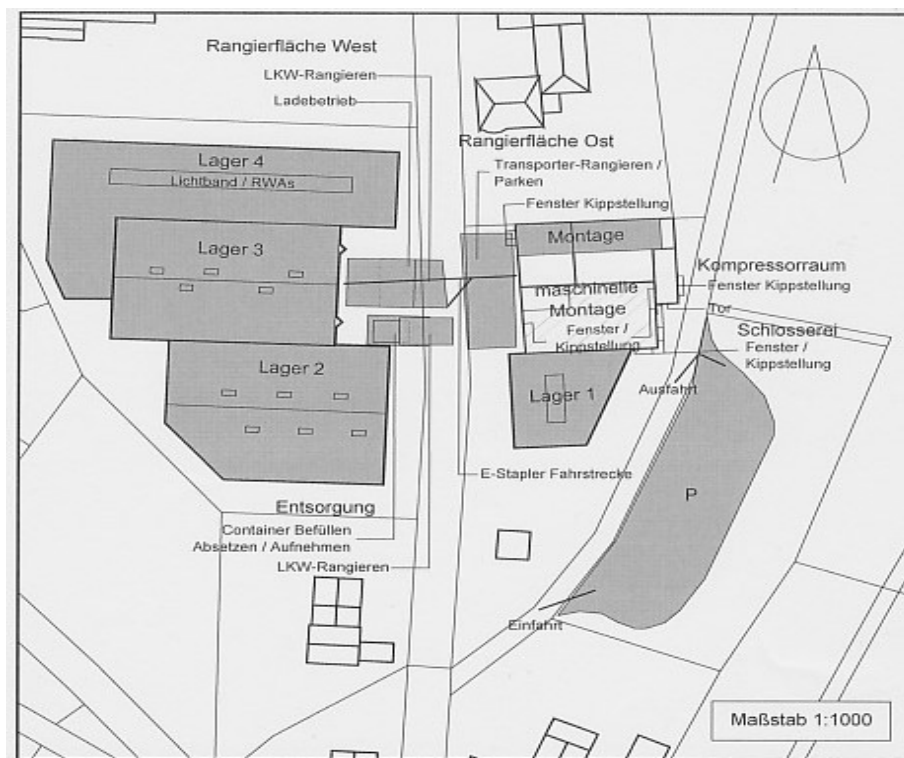 Rangierfläche West
LKW-Rangieren
Ladebetrieb
Rangierfläche Ost
Transporter-Rangieren /
Parken
Fenster Kippstellung
Lager 4
Lichtband / RWAs
Lager 3
Montage
Kompressorraum
Fenster Kippstellung
Tor
maschinelle
Montage
Fenster /
Kippstellung
Schlosserei
Fenster /
Kippstellung
Lager 2
Lager 1
Ausfahrt
E-Stapler Fahrstrecke
P
Entsorgung
Container Befüllen
Absetzen / Aufnehmen
LKW-Rangieren
Einfahrt
Maßstab 1:1000